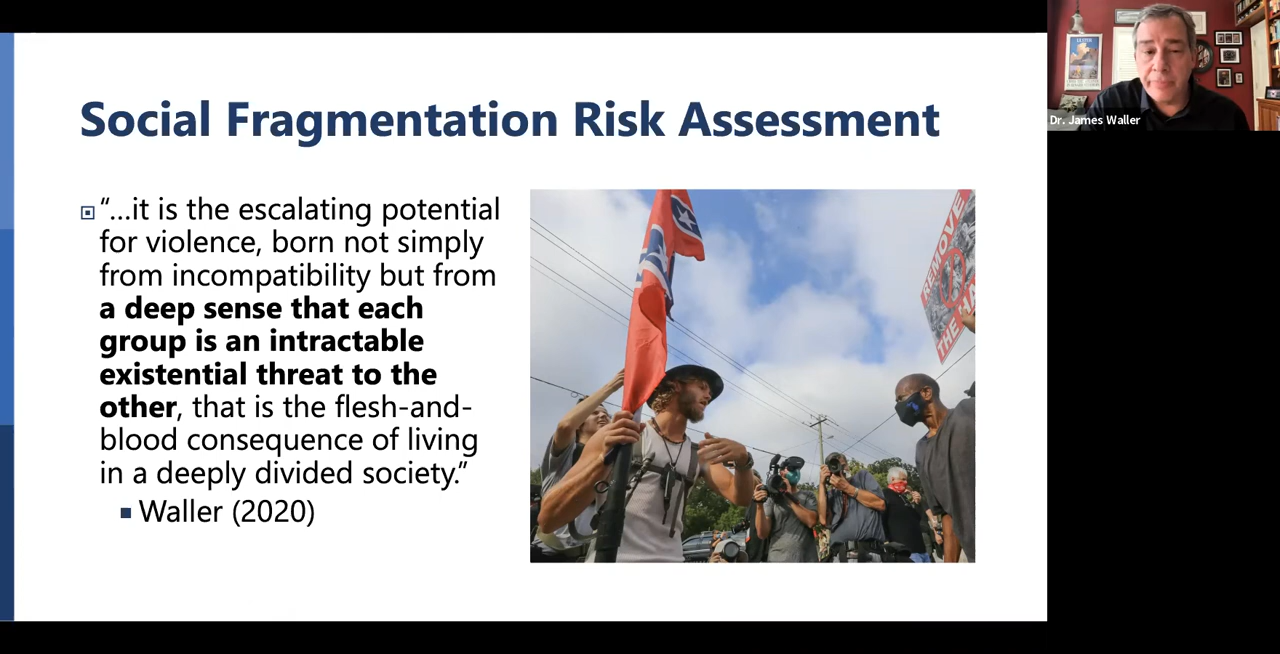 Social Fragmentation Risk Assessment
“...it is the escalating potential
for violence, born not simply
from incompatibility but from
a deep sense that each
group is an intractable
existential threat to the
other, that is the flesh-and-
blood consequence of living
in a deeply divided society.”
Waller (2020)
REMOVE
THE
Dr. James Waller